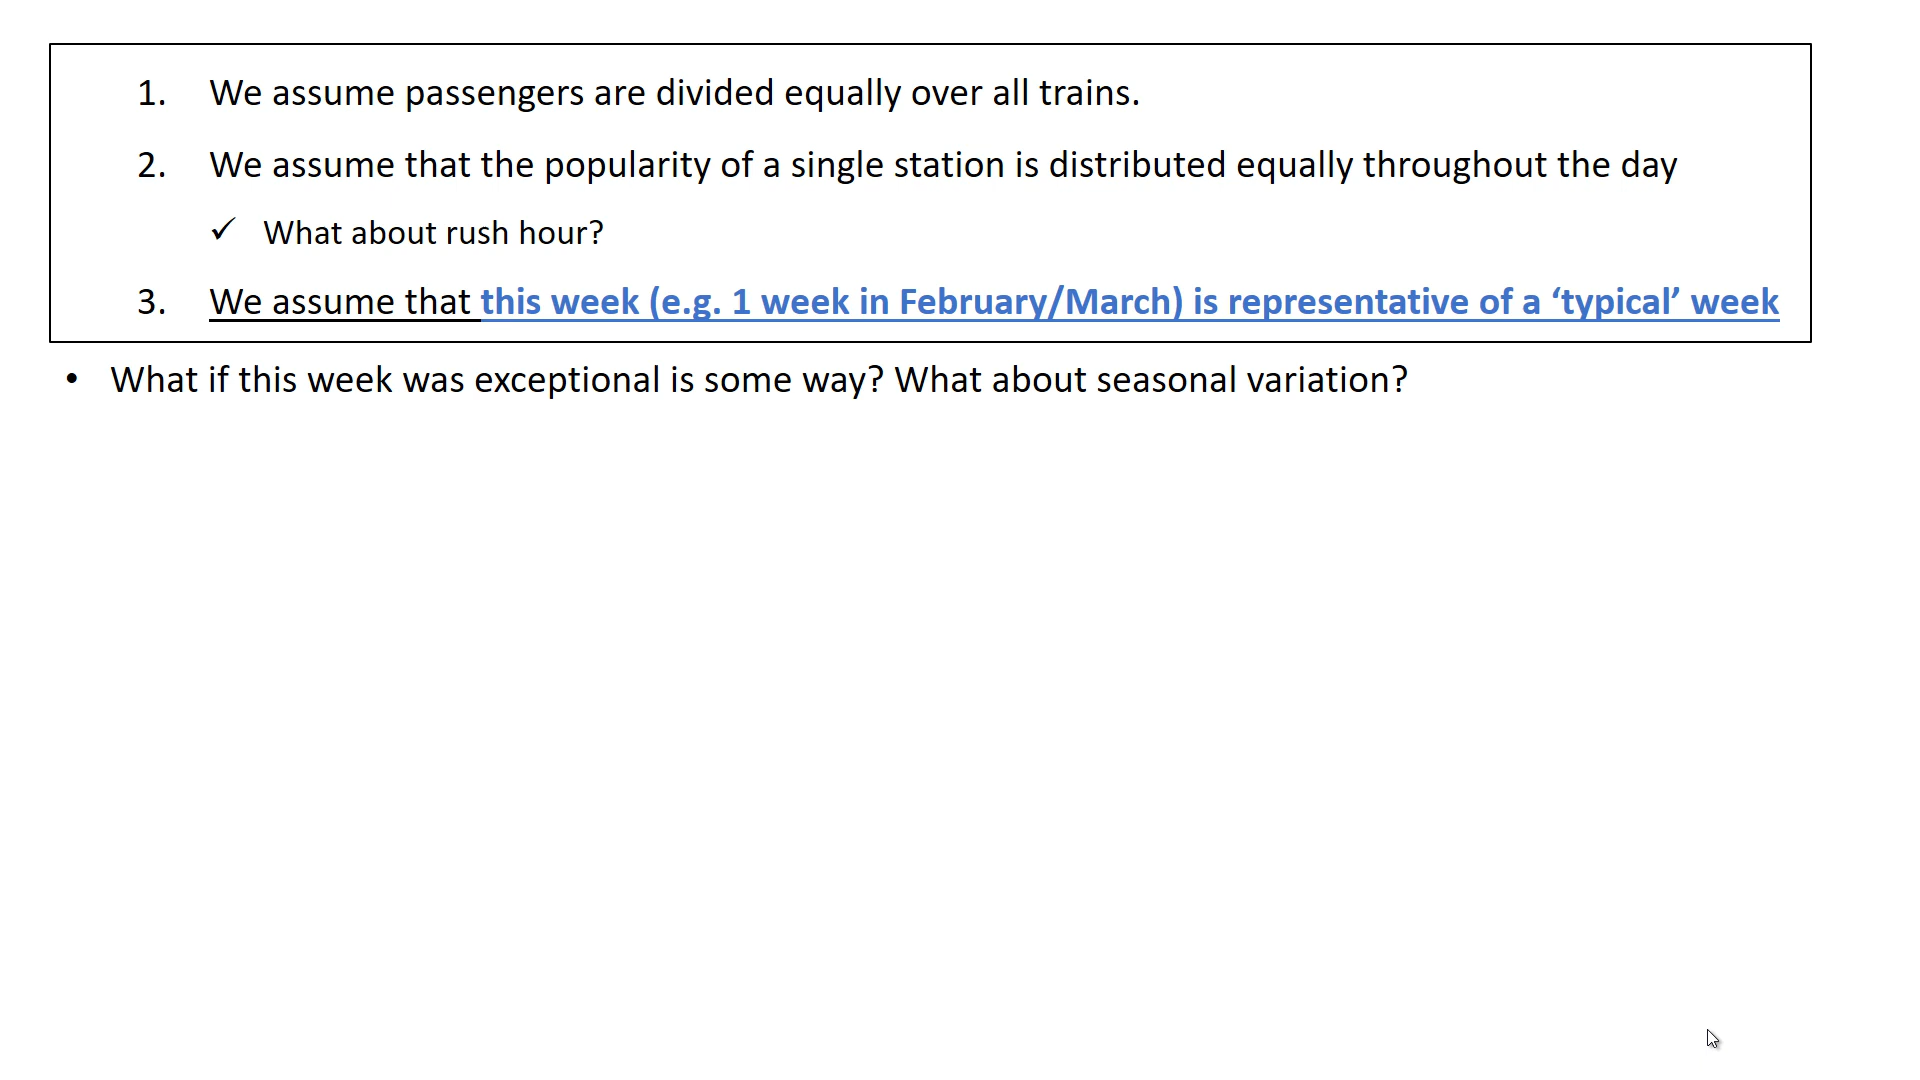 1. We assume passengers are divided equally over all trains.
2. We assume that the popularity of a single station is distributed equally throughout the day
✓ What about rush hour?
3. We assume that this week (e.g. 1 week in February/March) is representative of a ‘typical’ week
• What if this week was exceptional is some way? What about seasonal variation?